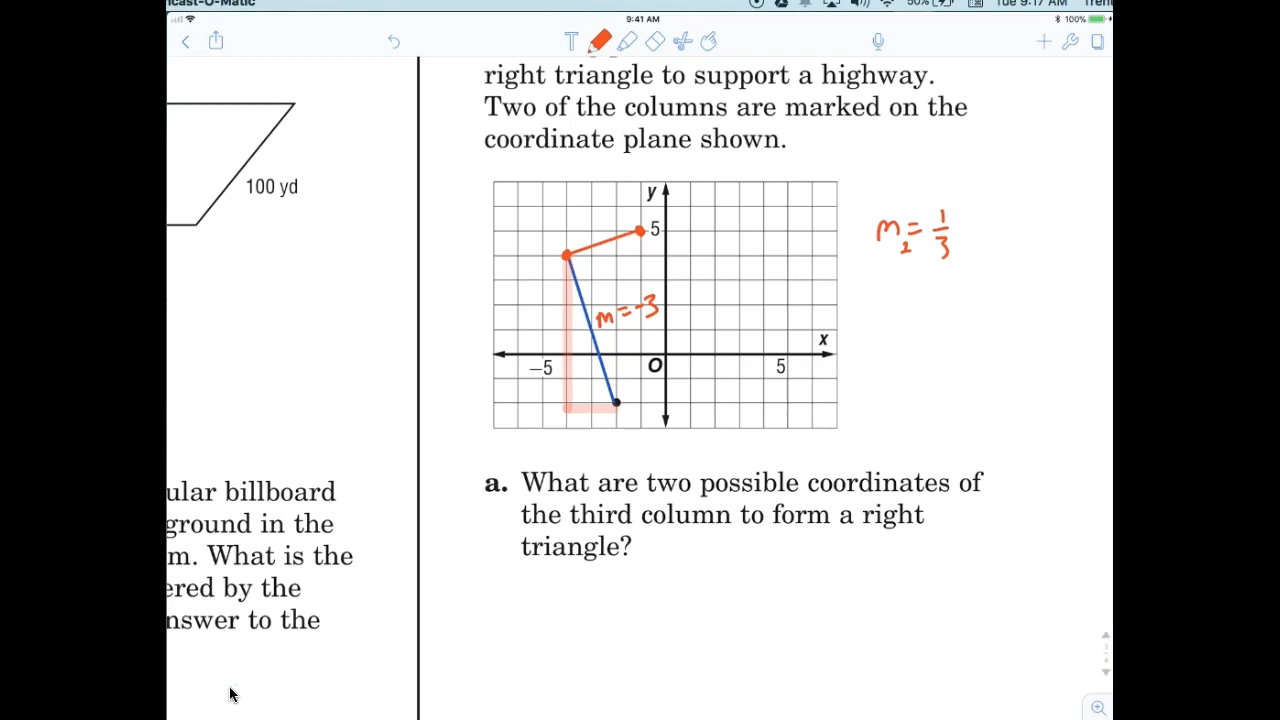 ncast-O-Matic
50%
Tue 9:17 AM
Tren
9:41 AM
100%
T
right triangle to support a highway.
Two of the columns are marked on the
coordinate plane shown.
100 yd
y
5
m⊥ = 1/3
m = -3
x
−5
O
5
a. What are two possible coordinates of
the third column to form a right
triangle?
ular billboard
ground in the
m. What is the
ered by the
nswer to the